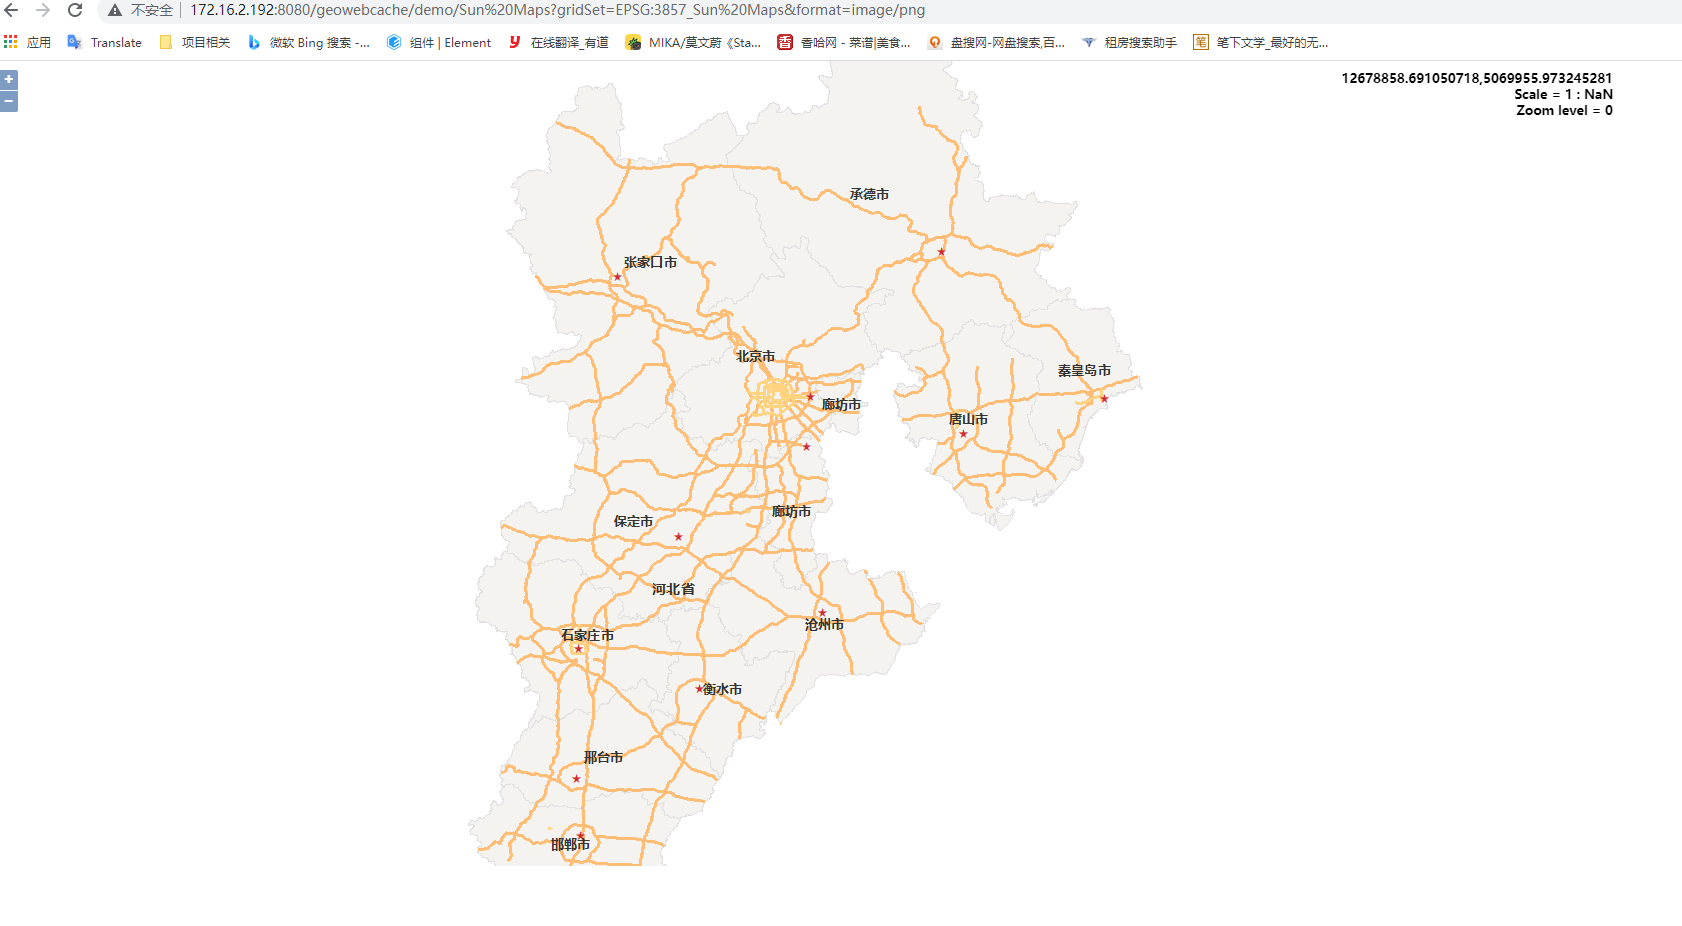 不安全 172.16.2.192:8080/geowebcache/demo/Sun%20Maps?gridSet=EPSG:3857_Sun%20Maps&format=image/png
应用 Translate 项目相关 微软 Bing 搜索 -... 组件 | Element 在线翻译_有道 MIKA/莫文蔚《Sta... 香哈网 - 菜谱|美食... 盘搜网-网盘搜索,百... 租房搜索助手 笔下文学_最好的无...
+
−
12678858.691050718,5069955.973245281
Scale = 1 : NaN
Zoom level = 0
承德市
张家口市
北京市
秦皇岛市
廊坊市
唐山市
廊坊市
保定市
河北省
沧州市
石家庄市
衡水市
邢台市
邯郸市